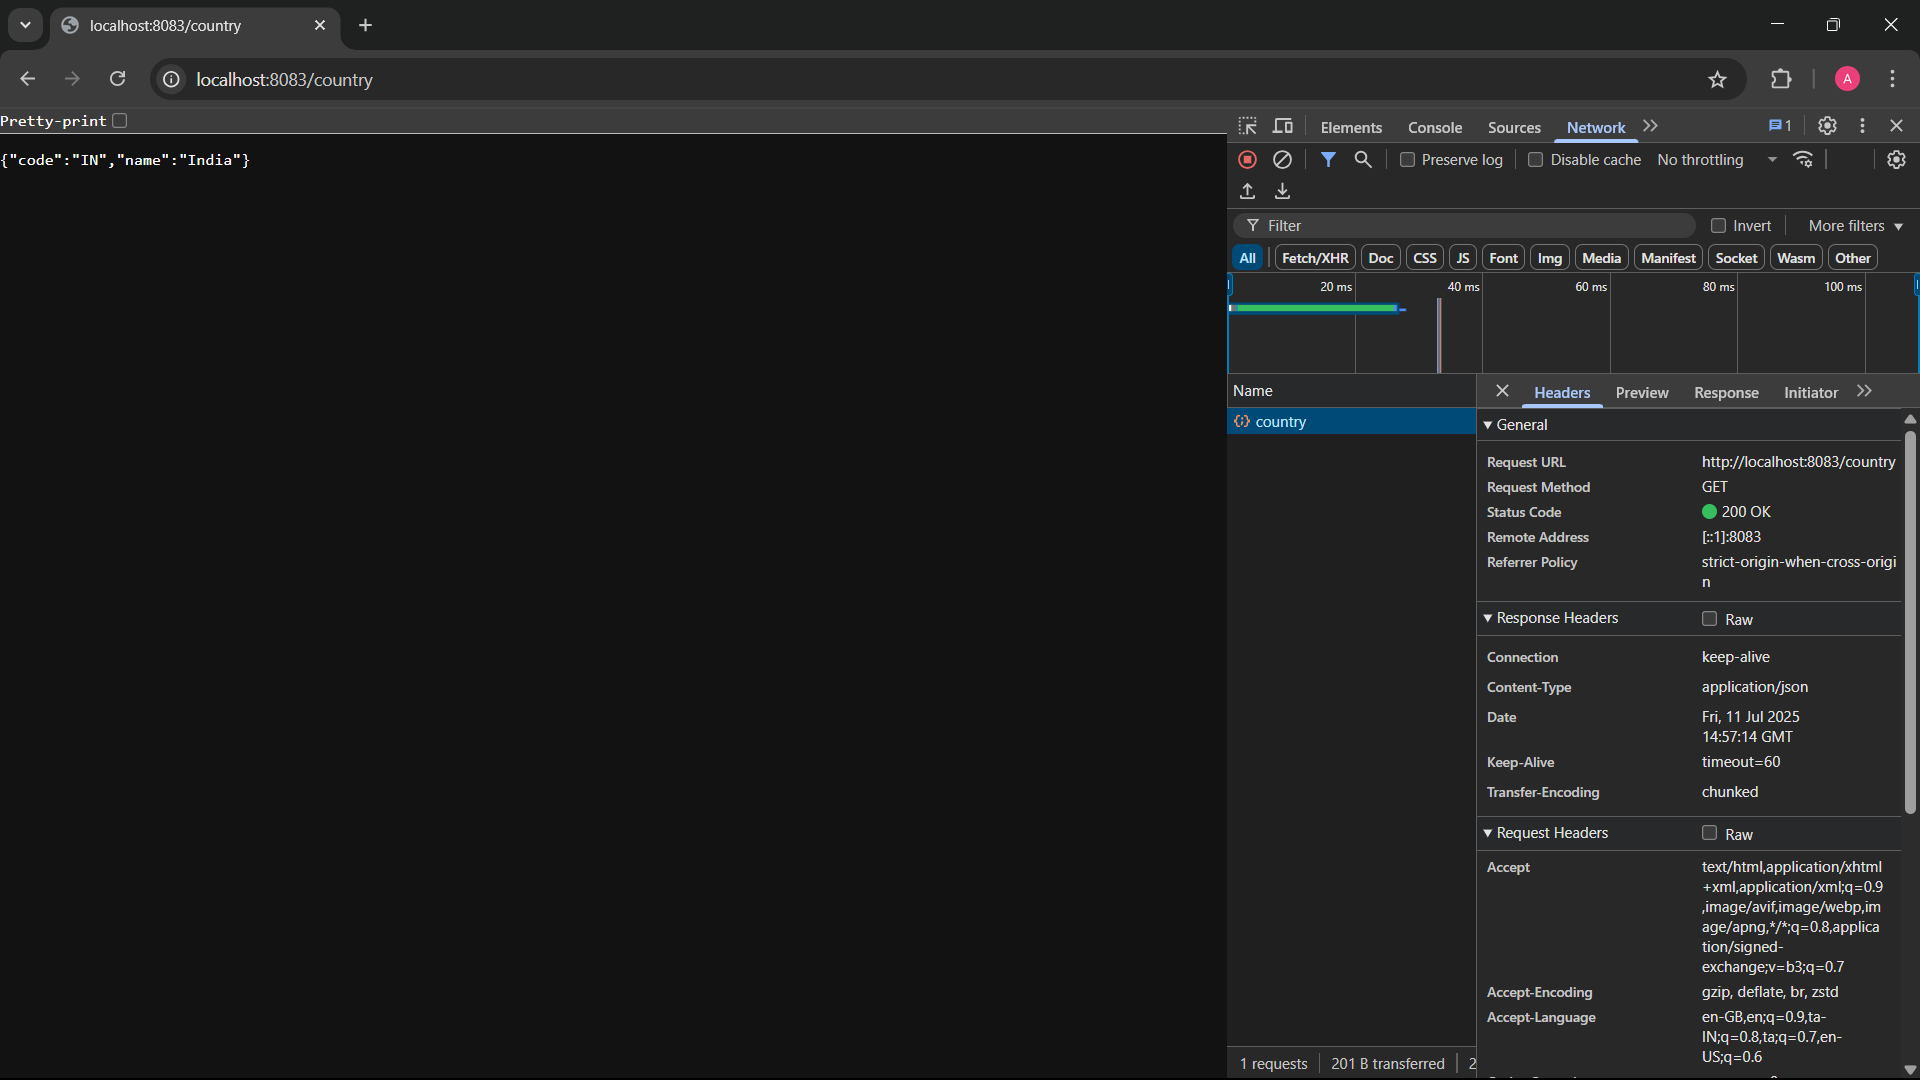 localhost:8083/country
localhost:8083/country
A
Pretty-print
{"code":"IN","name":"India"}
Elements Console Sources Network 1
Preserve log Disable cache No throttling
Filter Invert More filters
All Fetch/XHR Doc CSS JS Font Img Media Manifest Socket Wasm Other
20 ms 40 ms 60 ms 80 ms 100 ms
Name
country
Headers Preview Response Initiator
General
Request URL http://localhost:8083/country
Request Method GET
Status Code 200 OK
Remote Address [::1]:8083
Referrer Policy strict-origin-when-cross-origi
n
Response Headers Raw
Connection keep-alive
Content-Type application/json
Date Fri, 11 Jul 2025
14:57:14 GMT
Keep-Alive timeout=60
Transfer-Encoding chunked
Request Headers Raw
Accept text/html,application/xhtml
+xml,application/xml;q=0.9
,image/avif,image/webp,im
age/apng,*/*;q=0.8,applica
tion/signed-
exchange;v=b3;q=0.7
Accept-Encoding gzip, deflate, br, zstd
Accept-Language en-GB,en;q=0.9,ta-
IN;q=0.8,ta;q=0.7,en-
US;q=0.6
1 requests 201 B transferred 2